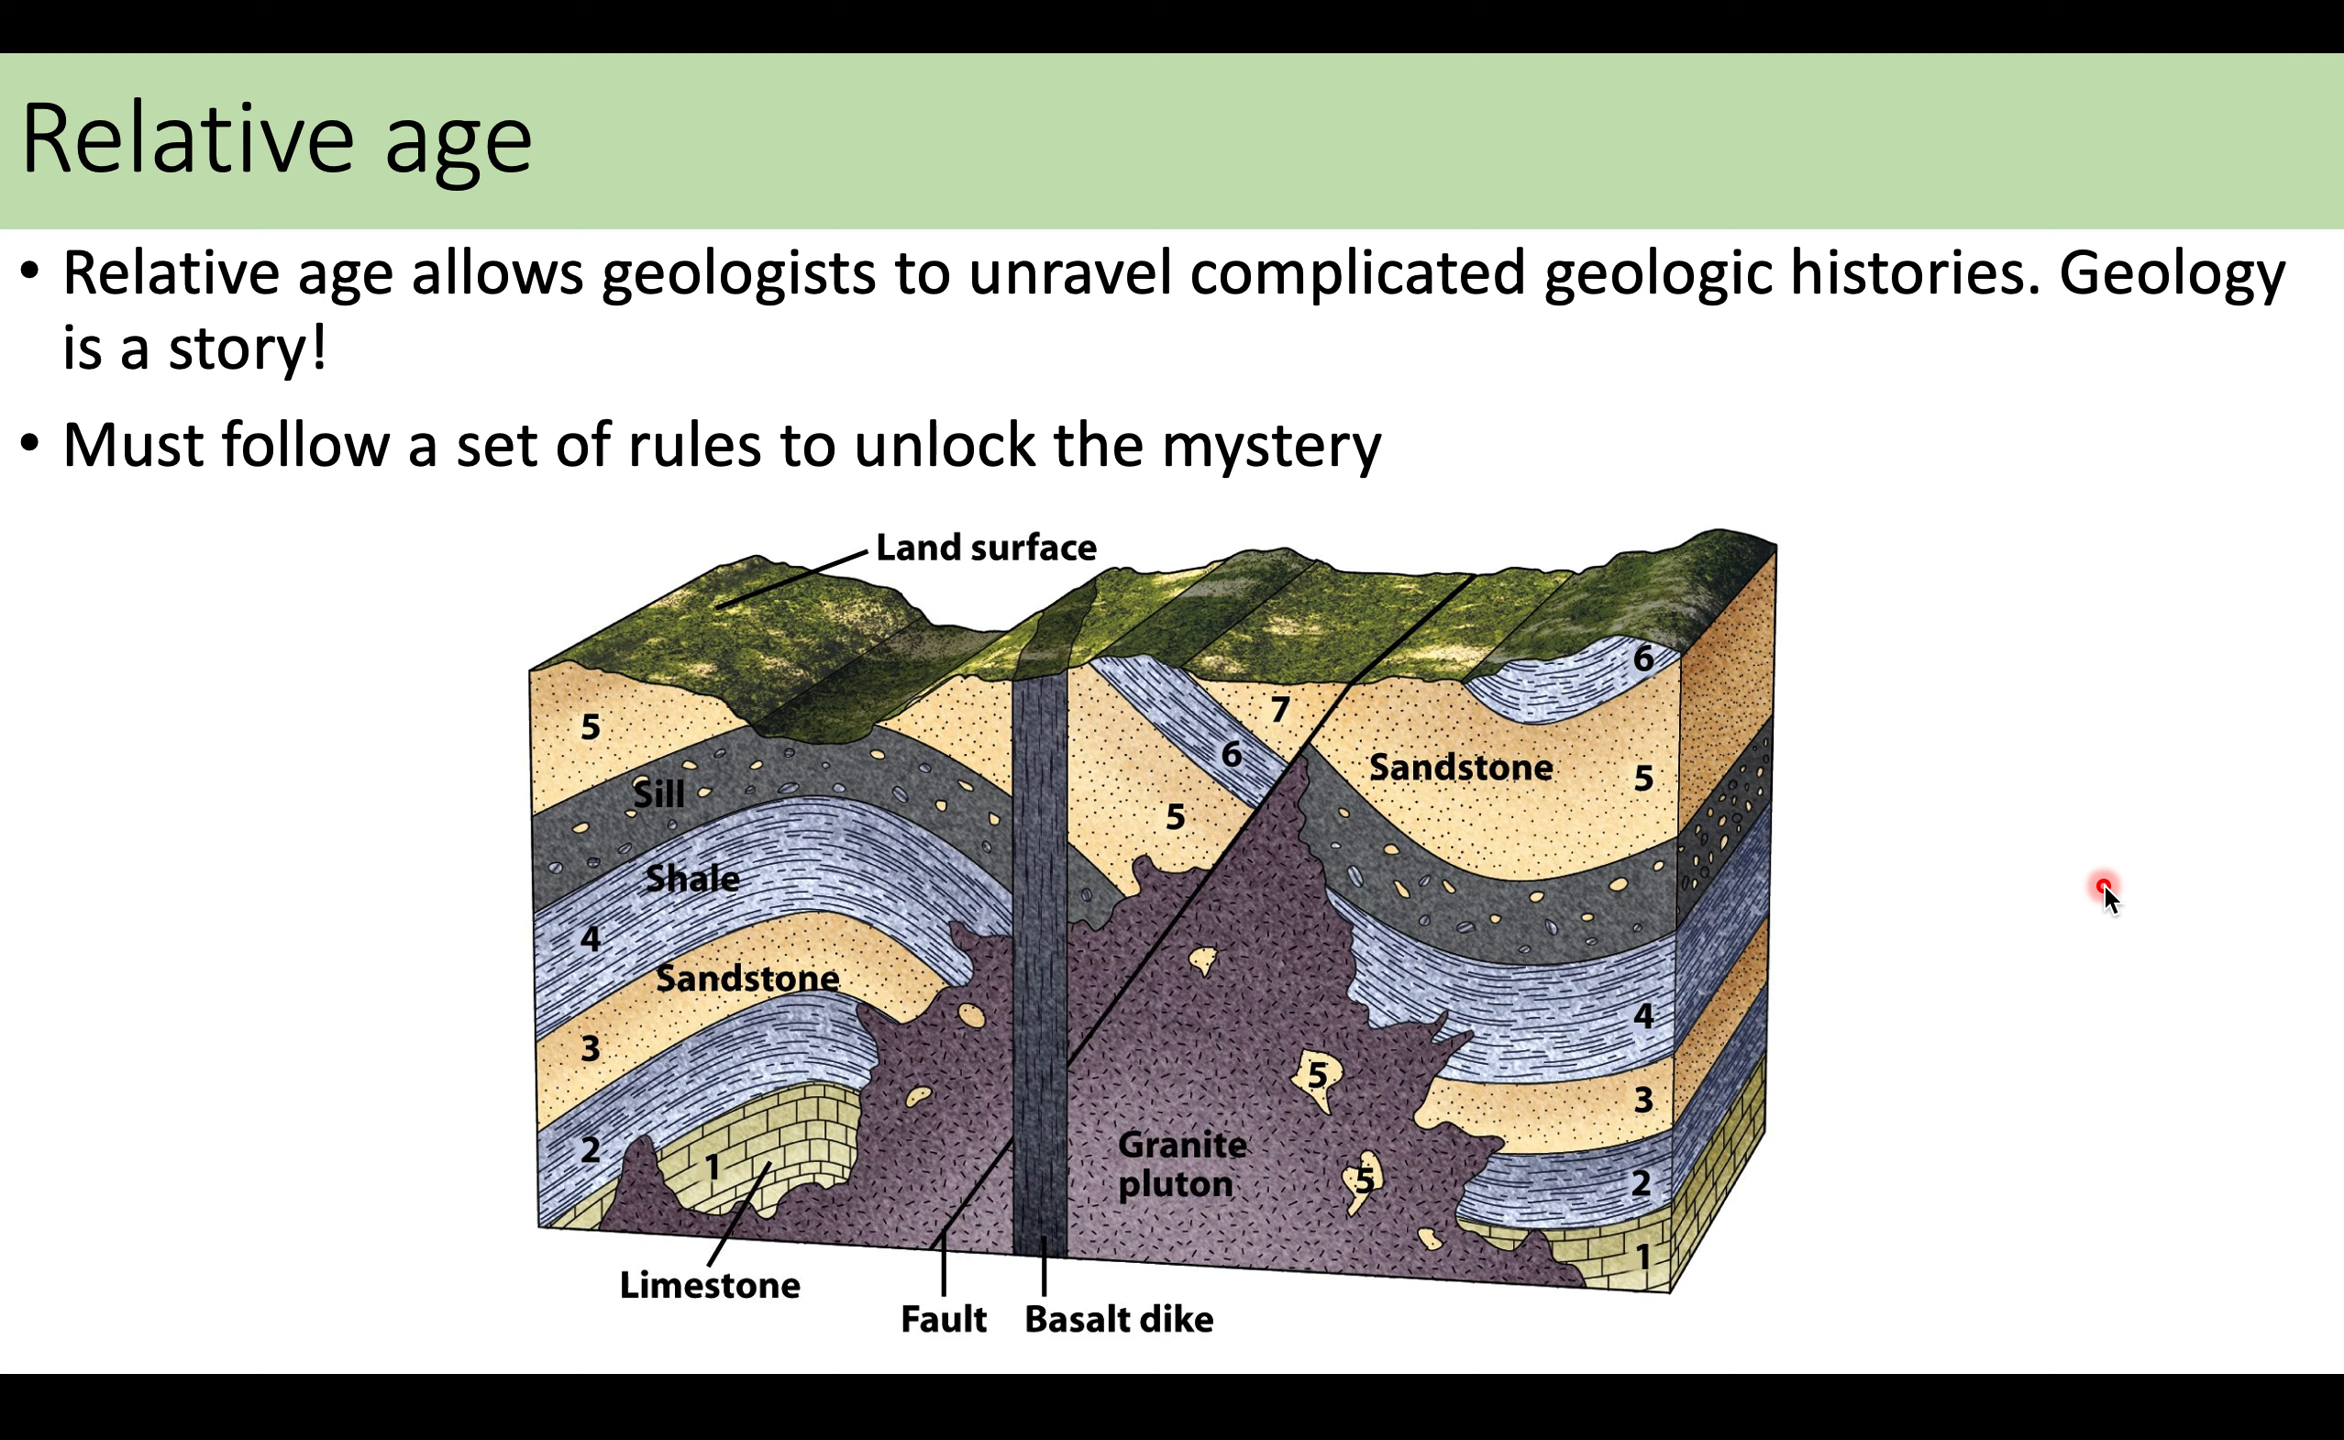 Relative age
• Relative age allows geologists to unravel complicated geologic histories. Geology
is a story!
• Must follow a set of rules to unlock the mystery
Land surface
6
5
7
6
Sandstone
5
Sill
5
Shale
4
Sandstone
4
3
5
3
Granite
pluton
2
1
5
2
1
Limestone
Fault
Basalt dike